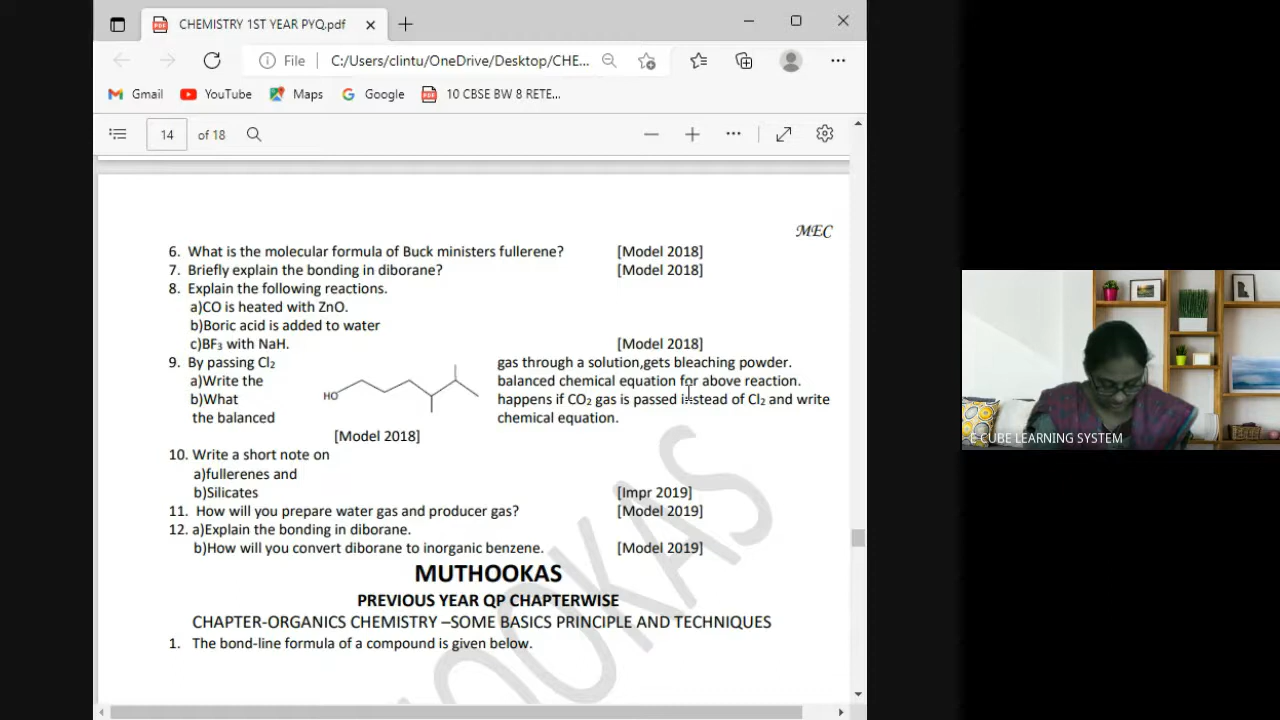 CHEMISTRY 1ST YEAR PYQ.pdf
File C:/Users/clintu/OneDrive/Desktop/CHE...
Gmail YouTube Maps Google 10 CBSE BW 8 RETE...
14 of 18
MEC
6. What is the molecular formula of Buck ministers fullerene? [Model 2018]
7. Briefly explain the bonding in diborane? [Model 2018]
8. Explain the following reactions.
a)CO is heated with ZnO.
b)Boric acid is added to water
c)BF₃ with NaH. [Model 2018]
9. By passing Cl₂ gas through a solution,gets bleaching powder.
a)Write the balanced chemical equation for above reaction.
b)What happens if CO₂ gas is passed instead of Cl₂ and write
the balanced chemical equation.
HO
[Model 2018]
10. Write a short note on
a)fullerenes and
b)Silicates [Impr 2019]
11. How will you prepare water gas and producer gas? [Model 2019]
12. a)Explain the bonding in diborane.
b)How will you convert diborane to inorganic benzene. [Model 2019]
MUTHOOKAS
PREVIOUS YEAR QP CHAPTERWISE
CHAPTER-ORGANICS CHEMISTRY –SOME BASICS PRINCIPLE AND TECHNIQUES
1. The bond-line formula of a compound is given below.
OOKAS
E CUBE LEARNING SYSTEM